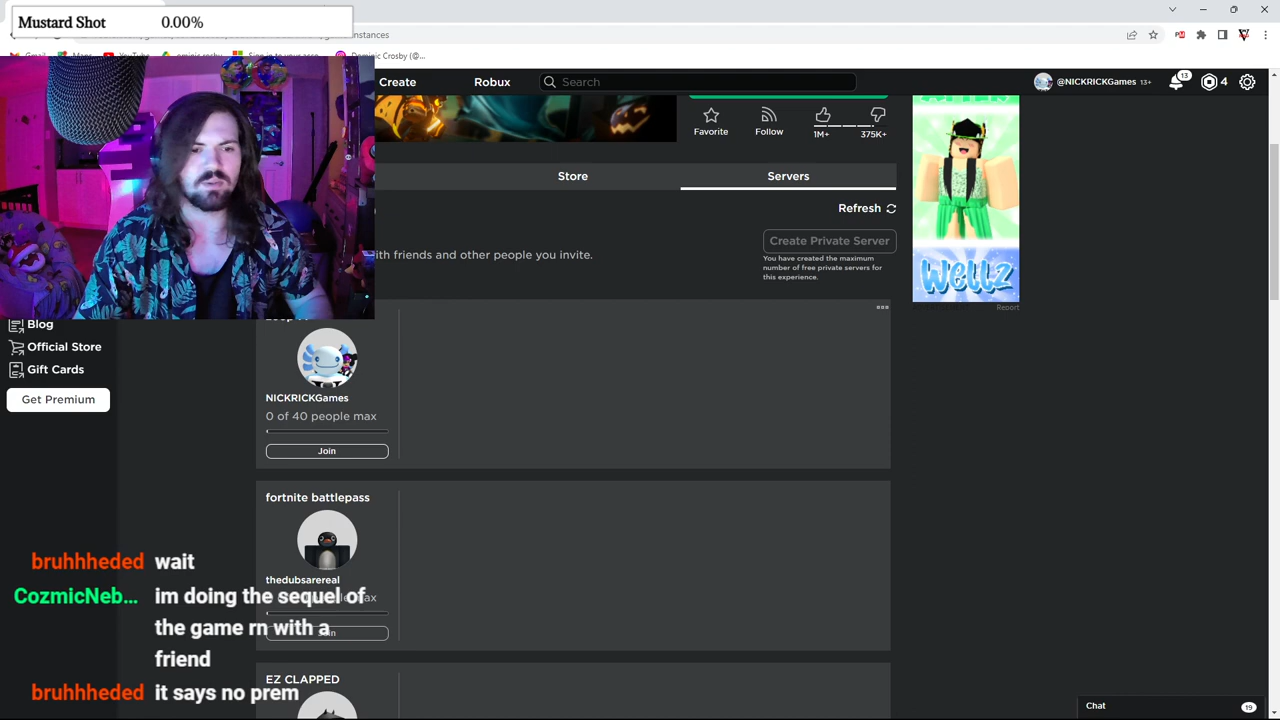 Mustard Shot 0.00%
Create
Robux
Search
@NICKRICKGames 13+
13
4
Favorite
Follow
1M+
375K+
Store
Servers
Refresh
ith friends and other people you invite.
Create Private Server
You have created the maximum
number of free private servers for
this experience.
wellz
Report
Blog
Official Store
Gift Cards
Get Premium
NICKRICKGames
0 of 40 people max
Join
fortnite battlepass
thedubsarereal
Join
EZ CLAPPED
bruhhheded wait
CozmicNeb... im doing the sequel of
the game rn with a
friend
bruhhheded it says no prem
Chat
19